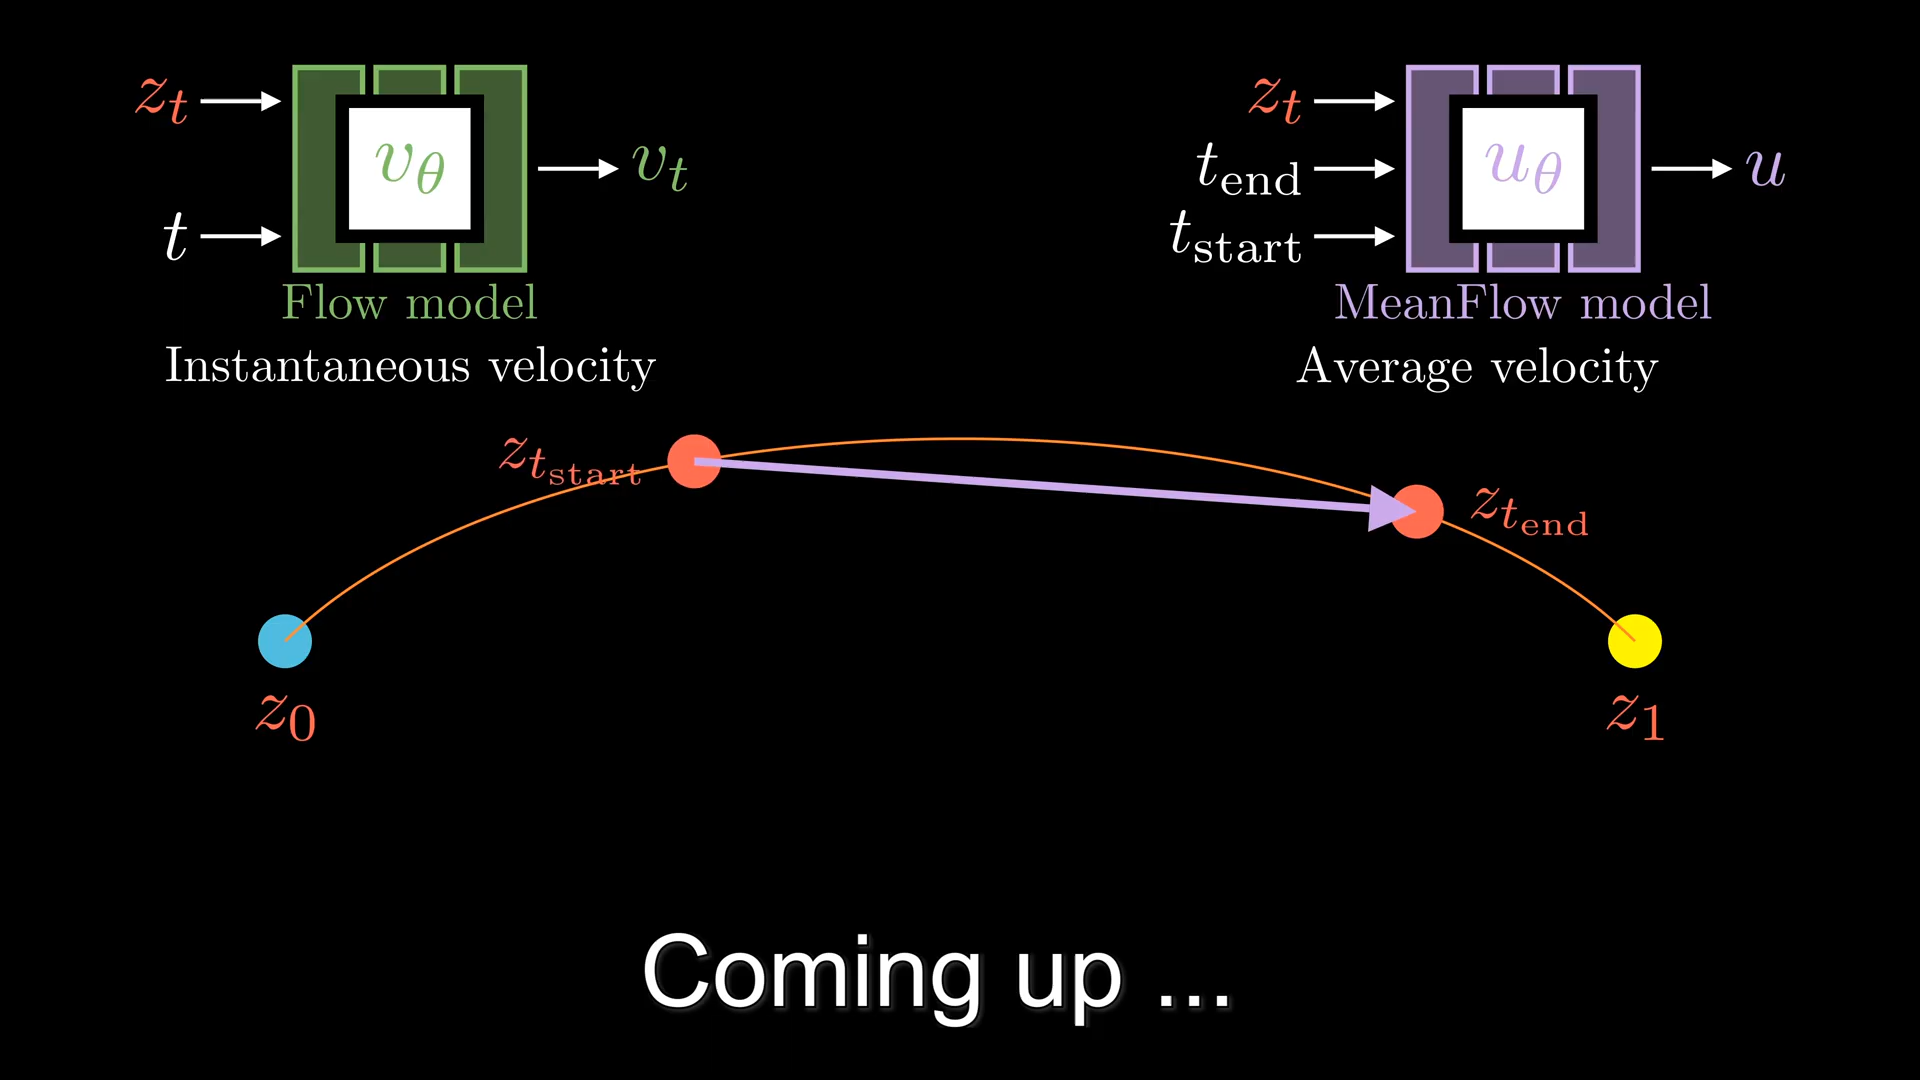 z_t
t
v_θ
v_t
Flow model
Instantaneous velocity
z_t
t_end
t_start
u_θ
u
MeanFlow model
Average velocity
z_{t_start}
z_{t_end}
z_0
z_1
Coming up ...